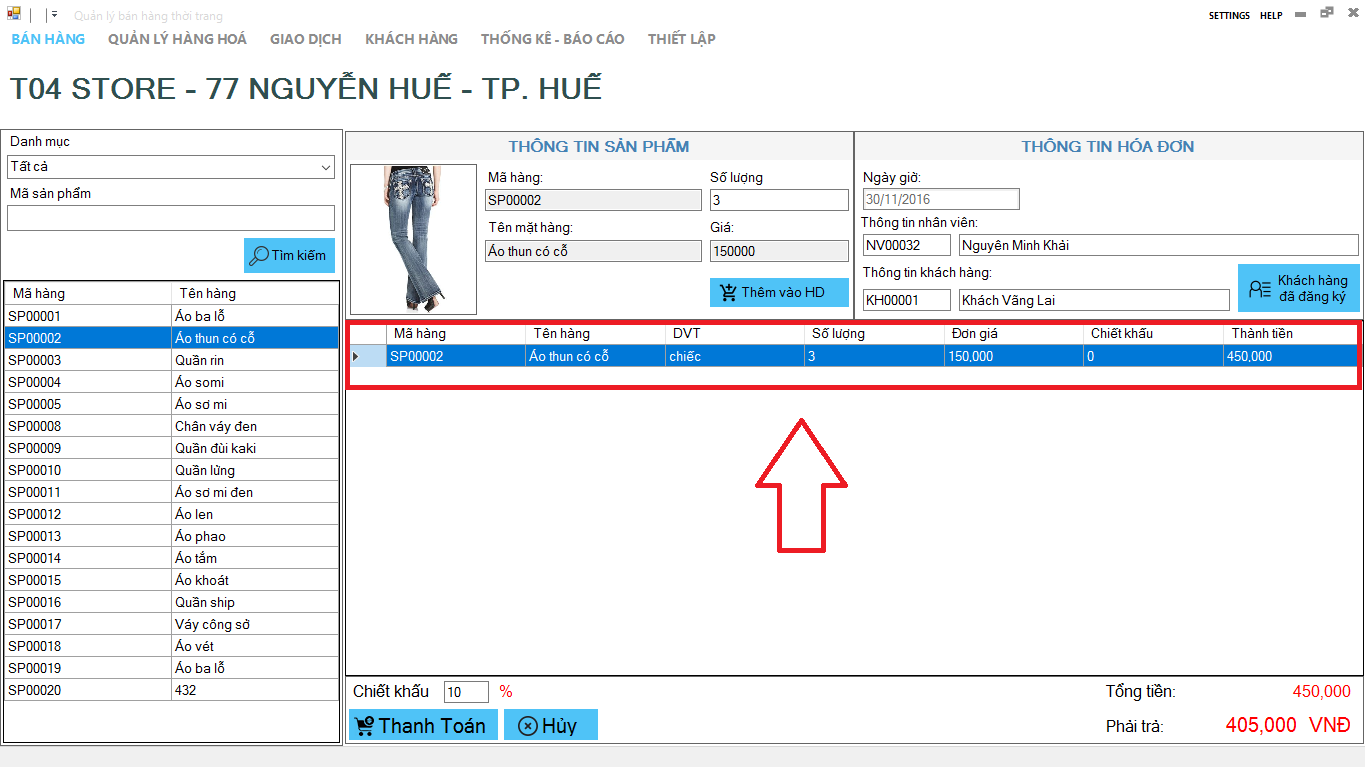 Quản lý bán hàng thời trang
SETTINGS HELP
BÁN HÀNG QUẢN LÝ HÀNG HOÁ GIAO DỊCH KHÁCH HÀNG THỐNG KÊ - BÁO CÁO THIẾT LẬP
T04 STORE - 77 NGUYỄN HUẾ - TP. HUẾ
Danh mục
Tất cả
Mã sản phẩm
Tìm kiếm
Mã hàng Tên hàng
SP00001 Áo ba lỗ
SP00002 Áo thun có cỗ
SP00003 Quần rin
SP00004 Áo somi
SP00005 Áo sơ mi
SP00008 Chân váy đen
SP00009 Quần đùi kaki
SP00010 Quần lửng
SP00011 Áo sơ mi đen
SP00012 Áo len
SP00013 Áo phao
SP00014 Áo tắm
SP00015 Áo khoát
SP00016 Quần ship
SP00017 Váy công sở
SP00018 Áo vét
SP00019 Áo ba lỗ
SP00020 432
THÔNG TIN SẢN PHẨM
Mã hàng: Số lượng
SP00002 3
Tên mặt hàng: Giá:
Áo thun có cỗ 150000
Thêm vào HD
THÔNG TIN HÓA ĐƠN
Ngày giờ:
30/11/2016
Thông tin nhân viên:
NV00032 Nguyên Minh Khải
Thông tin khách hàng:
KH00001 Khách Vãng Lai
Khách hàng
đã đăng ký
Mã hàng Tên hàng DVT Số lượng Đơn giá Chiết khấu Thành tiền
SP00002 Áo thun có cỗ chiếc 3 150,000 0 450,000
Chiết khấu 10 %
Thanh Toán Hủy
Tổng tiền: 450,000
Phải trả: 405,000 VNĐ